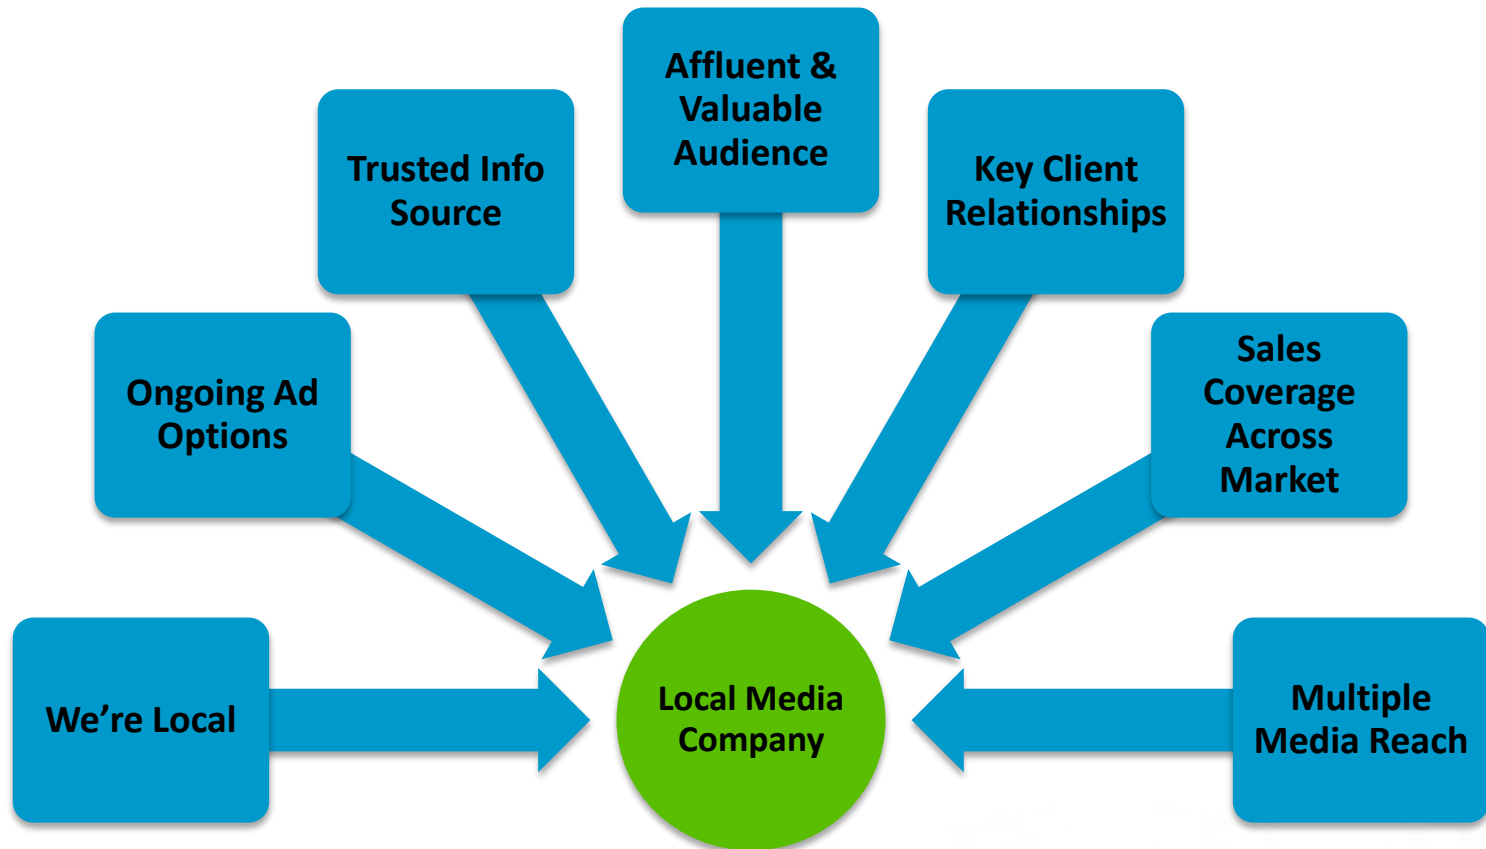 Affluent &
Valuable
Audience
Trusted Info
Source
Key Client
Relationships
Ongoing Ad
Options
Sales
Coverage
Across
Market
We’re Local
Local Media
Company
Multiple
Media Reach